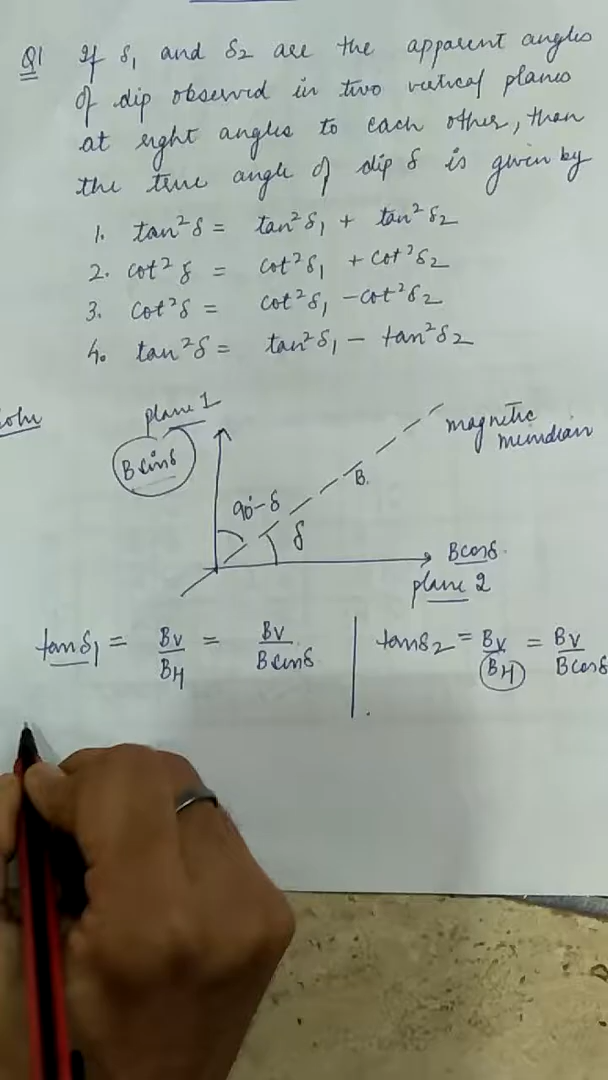 Q1 If δ₁ and δ2 are the apparent angles
of dip observed in two vertical planes
at right angles to each other, then
the true angle of dip δ is given by
1. tan²δ = tan²δ₁ + tan²δ2
2. cot²δ = cot²δ₁ + cot²δ2
3. cot²δ = cot²δ₁ - cot²δ2
4. tan²δ = tan²δ₁ - tan²δ2
plane 1
B sinδ
magnetic
meridian
B.
90-δ
δ
B cosδ.
plane 2
tanδ₁ = BV/BH = BV/B sinδ
tanδ2 = BV/BH = BV/B cosδ